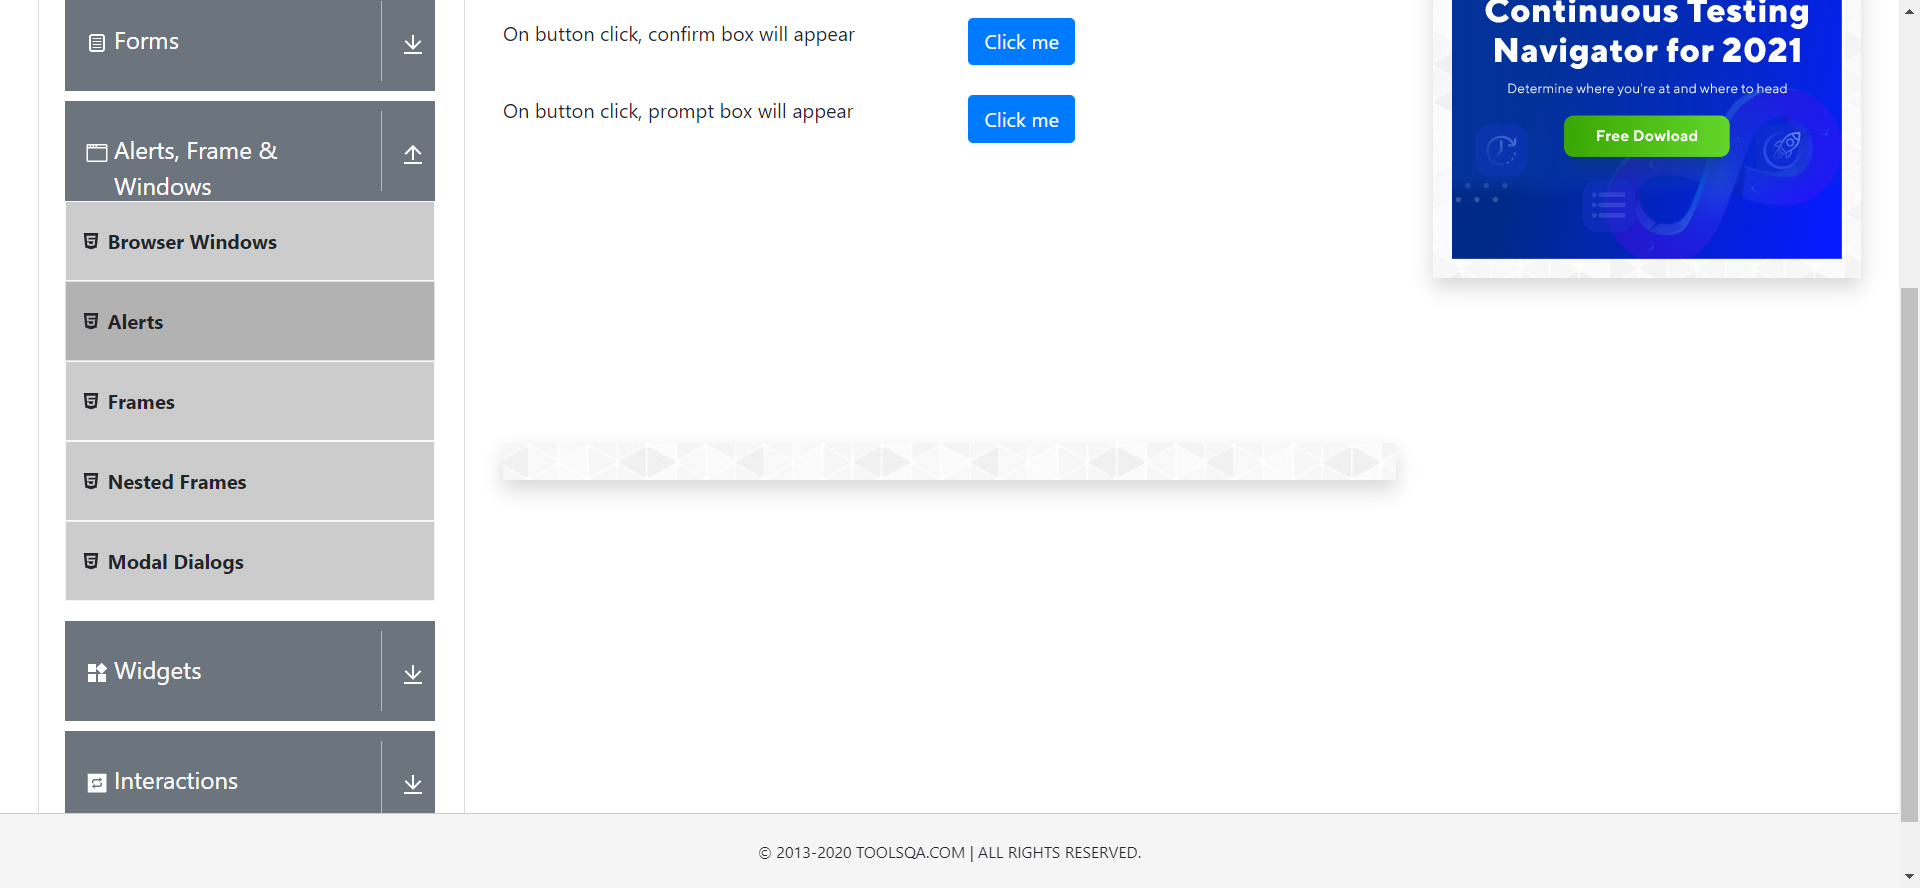 Forms
Alerts, Frame &
Windows
Browser Windows
Alerts
Frames
Nested Frames
Modal Dialogs
Widgets
Interactions
On button click, confirm box will appear
Click me
On button click, prompt box will appear
Click me
Continuous Testing
Navigator for 2021
Determine where you're at and where to head
Free Dowload
© 2013-2020 TOOLSQA.COM | ALL RIGHTS RESERVED.